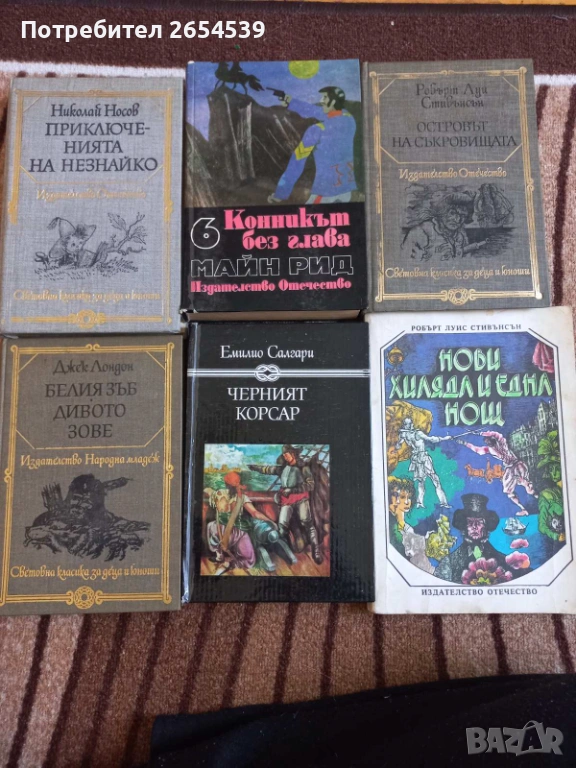 Потребител 2654539
Николай Носов
ПРИКЛЮЧЕ-
НИЯТА
НА НЕЗНАЙКО
Издателство Отечество
Световна класика за деца и юноши
6
Конникът
без глава
МАЙН РИД
Издателство Отечество
Робърт Луи
Стивънсън
ОСТРОВЪТ
НА СЪКРОВИЩАТА
Издателство Отечество
Световна класика за деца и юноши
Джек Лондон
БЕЛИЯ ЗЪБ
ДИВОТО
ЗОВЕ
Издателство Народна младеж
Световна класика за деца и юноши
Емилио Салгари
ЧЕРНИЯТ
КОРСАР
РОБЪРТ ЛУИС СТИВЪНСЪН
НОВИ
ХИЛЯДА И ЕДНА
НОЩ
ИЗДАТЕЛСТВО ОТЕЧЕСТВО
BAZAR